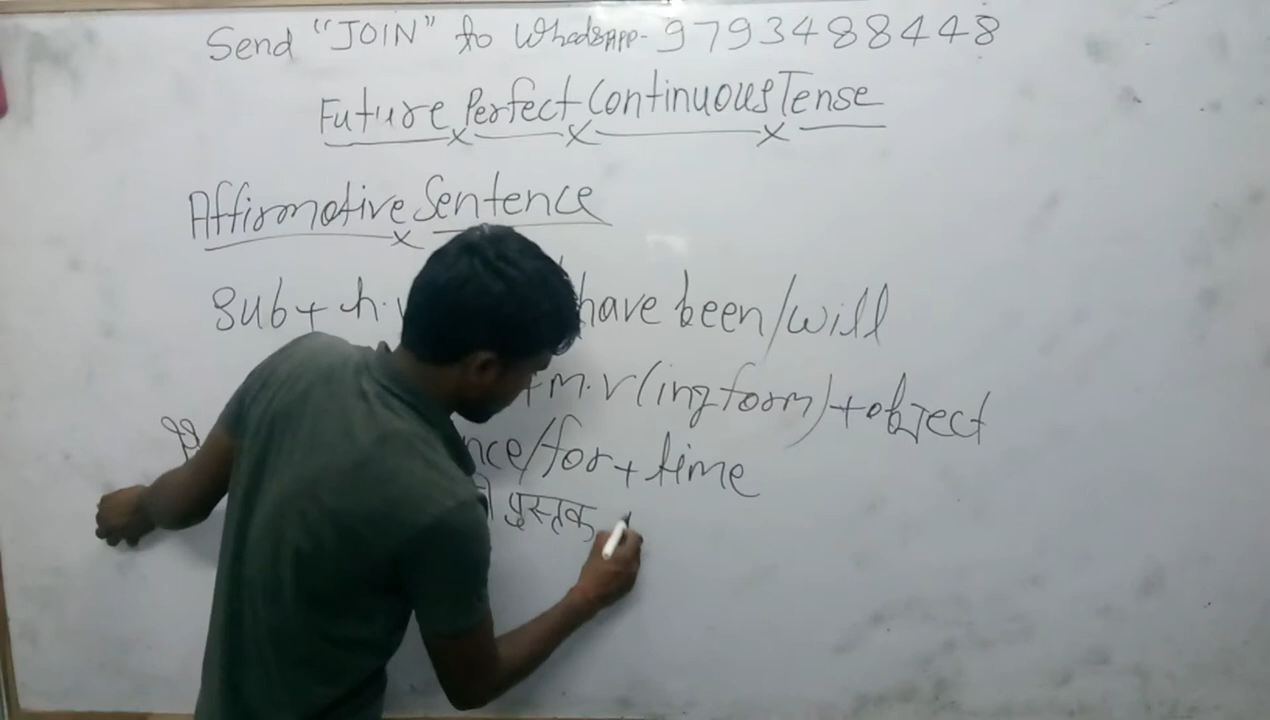 Send "JOIN" to WhadsAPP- 9793488448
Future Perfect Continuous Tense
Affirmative Sentence
Sub + h.v have been/will
+ m.v (ing form) + object
nce/for + time
पुस्तक